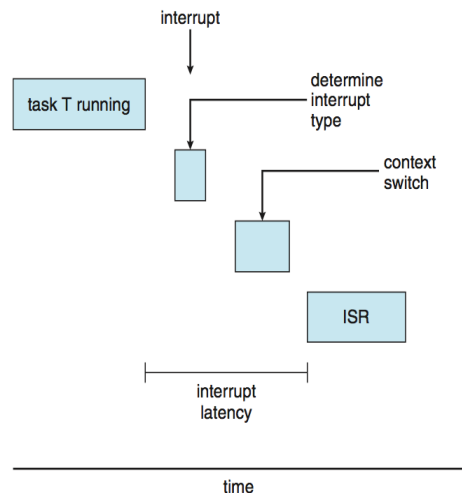 interrupt
task T running
determine
interrupt
type
context
switch
ISR
interrupt
latency
time